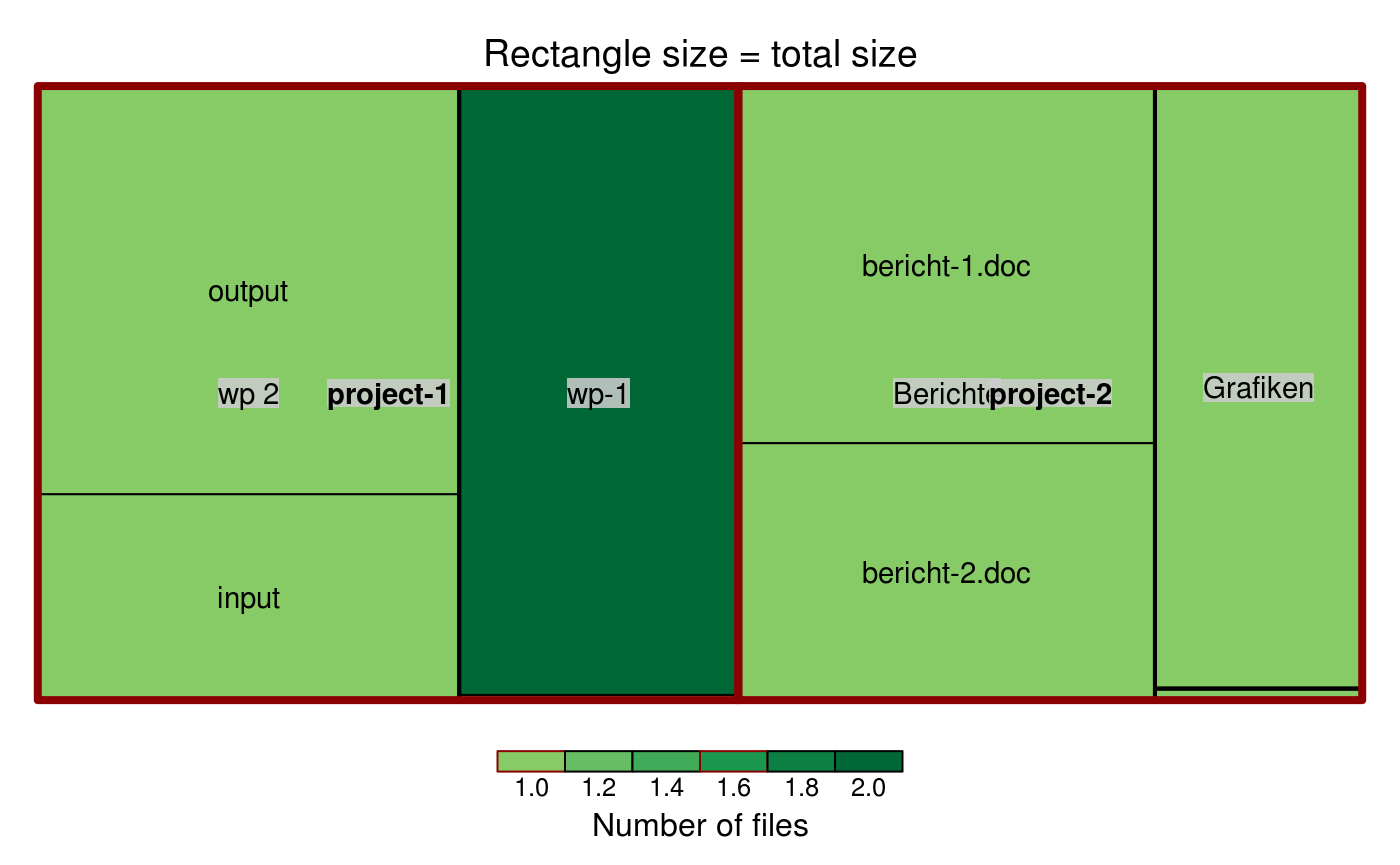 Rectangle size = total size
output
wp 2
project-1
input
wp-1
bericht-1.doc
Berichte
project-2
bericht-2.doc
Grafiken
1.0 1.2 1.4 1.6 1.8 2.0
Number of files